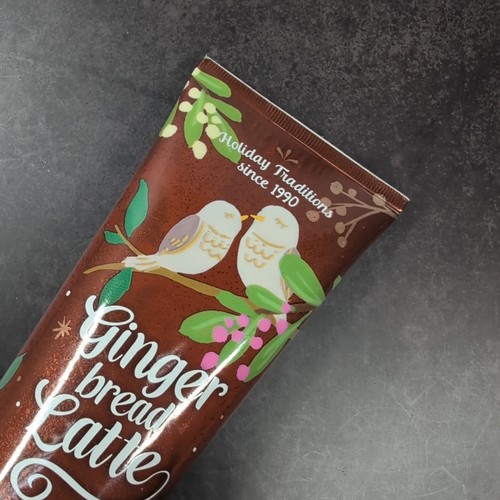 Holiday Traditions
since 1990
Ginger
bread
Latte